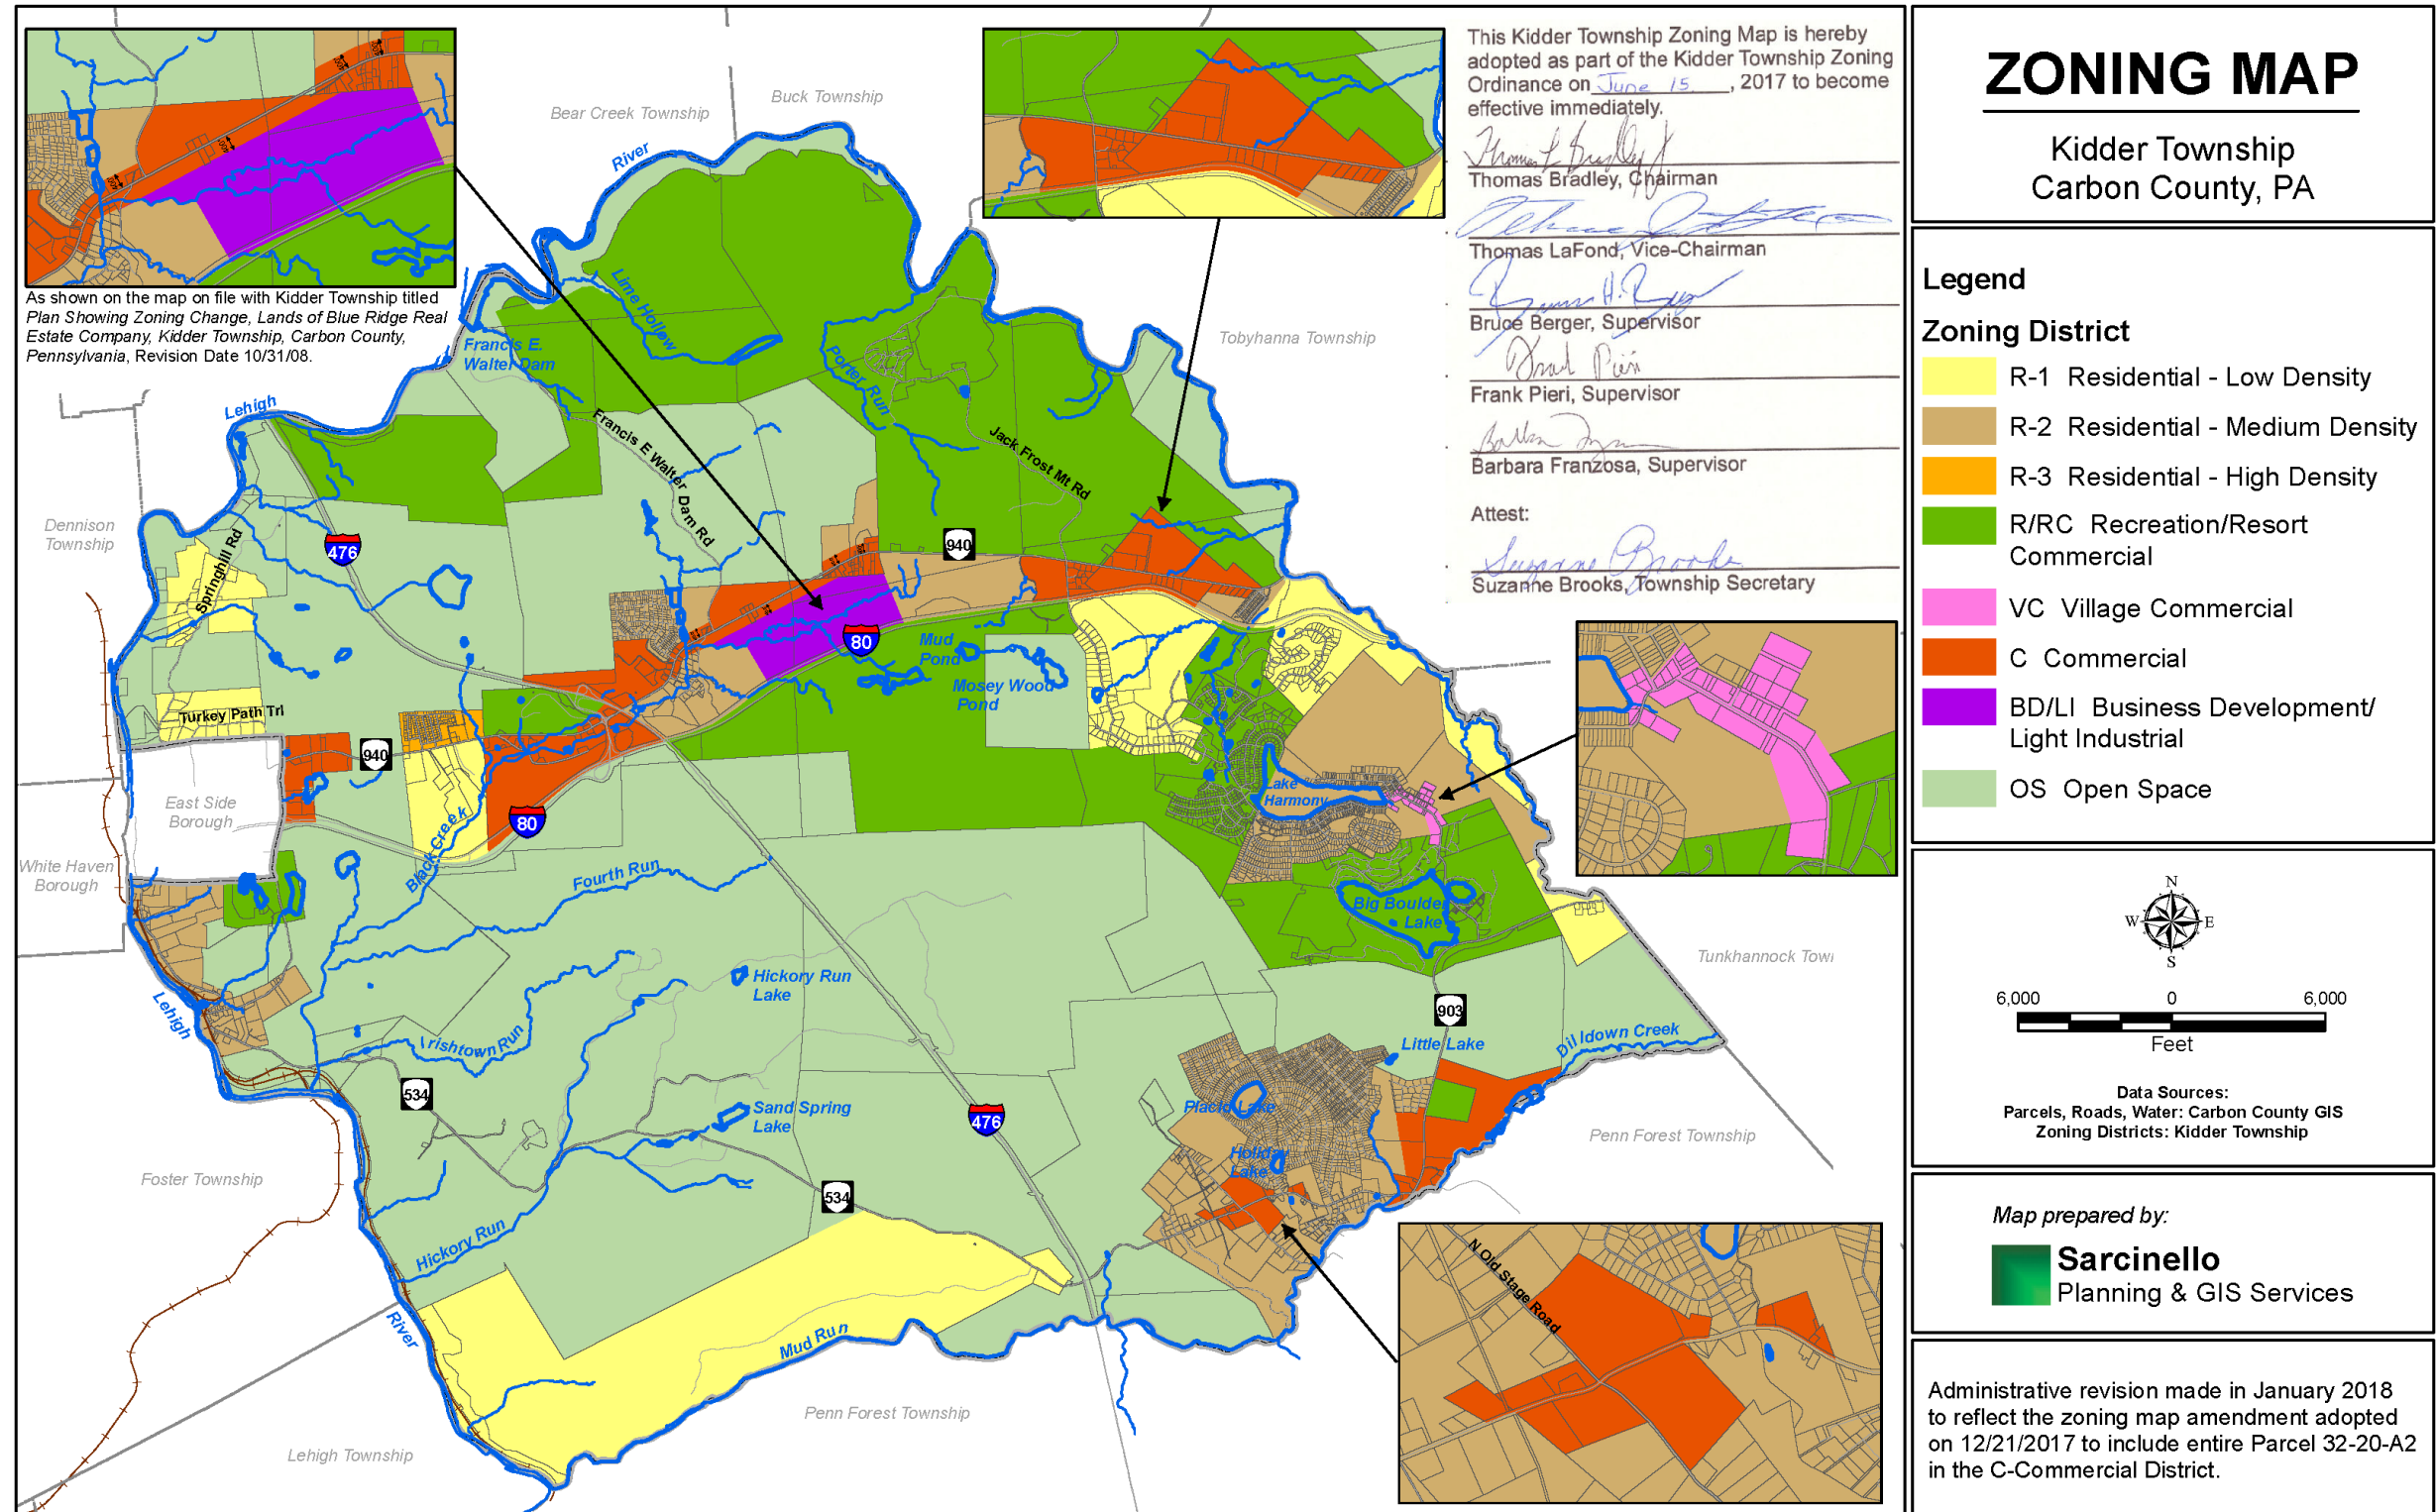 ZONING MAP
Kidder Township
Carbon County, PA
Legend
Zoning District
R-1 Residential - Low Density
R-2 Residential - Medium Density
R-3 Residential - High Density
R/RC Recreation/Resort
Commercial
VC Village Commercial
C Commercial
BD/LI Business Development/
Light Industrial
OS Open Space
N
W
E
S
6,000
0
6,000
Feet
Data Sources:
Parcels, Roads, Water: Carbon County GIS
Zoning Districts: Kidder Township
Map prepared by:
Sarcinello
Planning & GIS Services
Administrative revision made in January 2018
to reflect the zoning map amendment adopted
on 12/21/2017 to include entire Parcel 32-20-A2
in the C-Commercial District.
This Kidder Township Zoning Map is hereby
adopted as part of the Kidder Township Zoning
Ordinance on June 15, 2017 to become
effective immediately.
Thomas Bradley, Chairman
Thomas LaFond, Vice-Chairman
Bruce Berger, Supervisor
Frank Pieri, Supervisor
Barbara Franzosa, Supervisor
Attest:
Suzanne Brooks
Suzanne Brooks, Township Secretary
As shown on the map on file with Kidder Township titled
Plan Showing Zoning Change, Lands of Blue Ridge Real
Estate Company, Kidder Township, Carbon County,
Pennsylvania, Revision Date 10/31/08.
Bear Creek Township
Buck Township
River
Lime Hollow
Francis E.
Walter Dam
Porter Run
Tobyhanna Township
Lehigh
Francis E Walter Dam Rd
Jack Frost Mt Rd
Dennison
Township
Springhill Rd
476
940
80
Mud
Pond
Mosey Wood
Pond
Turkey Path Trl
940
East Side
Borough
80
Black Creek
Lake
Harmony
White Haven
Borough
Fourth Run
Big Boulder
Lake
Tunkhannock Town
Hickory Run
Lake
Lehigh
Irishtown Run
903
Little Lake
Dilldown Creek
534
Sand Spring
Lake
476
Placid Lake
Penn Forest Township
Holiday
Lake
Foster Township
534
Hickory Run
N Old Stage Road
River
Mud Run
Penn Forest Township
Lehigh Township